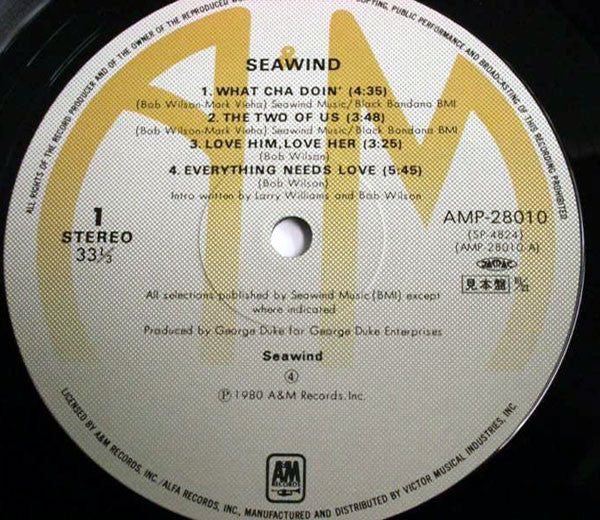 ALL RIGHTS OF THE RECORD PRODUCER AND OF THE OWNER OF THE REPRODUCED
COPYING, PUBLIC PERFORMANCE AND BROADCASTING OF THIS RECORDING PROHIBITED
A&M
SEAWIND
1. WHAT CHA DOIN' (4:35)
(Bob Wilson-Mark Vieha) Seawind Music/Black Bandana BMI
2. THE TWO OF US (3:48)
(Bob Wilson-Mark Vieha) Seawind Music/Black Bandana BMI
3. LOVE HIM, LOVE HER (3:25)
(Bob Wilson)
4. EVERYTHING NEEDS LOVE (5:45)
(Bob Wilson)
Intro written by Larry Williams and Bob Wilson
1
STEREO
33⅓
AMP-28010
(SP-4824)
(AMP-28010-A)
JASRAC
見本盤
All selections published by Seawind Music (BMI) except
where indicated
Produced by George Duke for George Duke Enterprises
Seawind
④
Ⓟ 1980 A&M Records, Inc.
A&M
RECORDS
LICENSED BY A&M RECORDS, INC./ALFA RECORDS, INC., MANUFACTURED AND DISTRIBUTED BY VICTOR MUSICAL INDUSTRIES, INC.